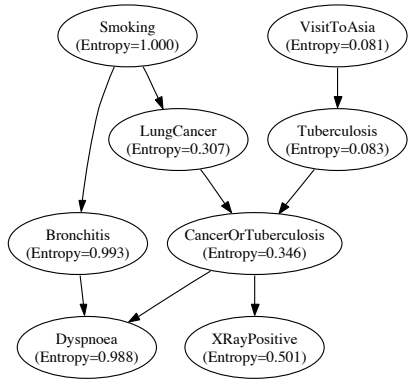 Smoking
(Entropy=1.000)
VisitToAsia
(Entropy=0.081)
LungCancer
(Entropy=0.307)
Tuberculosis
(Entropy=0.083)
Bronchitis
(Entropy=0.993)
CancerOrTuberculosis
(Entropy=0.346)
Dyspnoea
(Entropy=0.988)
XRayPositive
(Entropy=0.501)